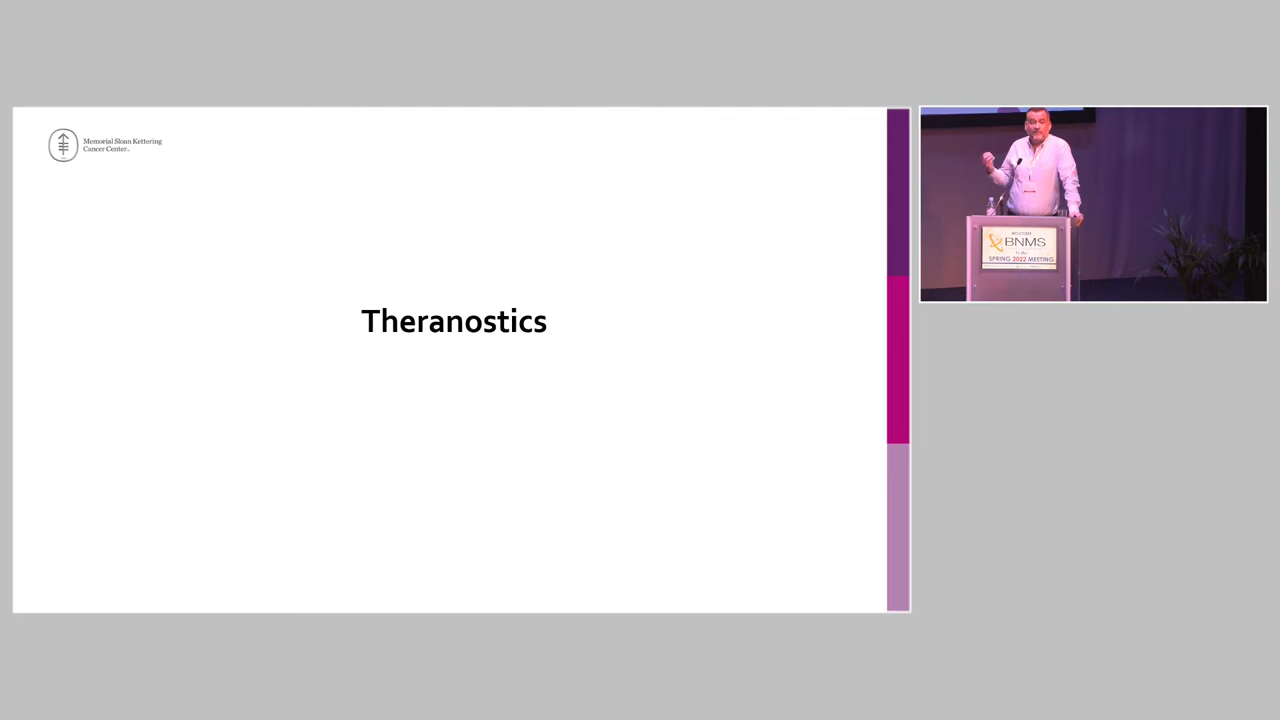 Memorial Sloan Kettering
Cancer Center
Theranostics
BNMS
SPRING 2022 MEETING